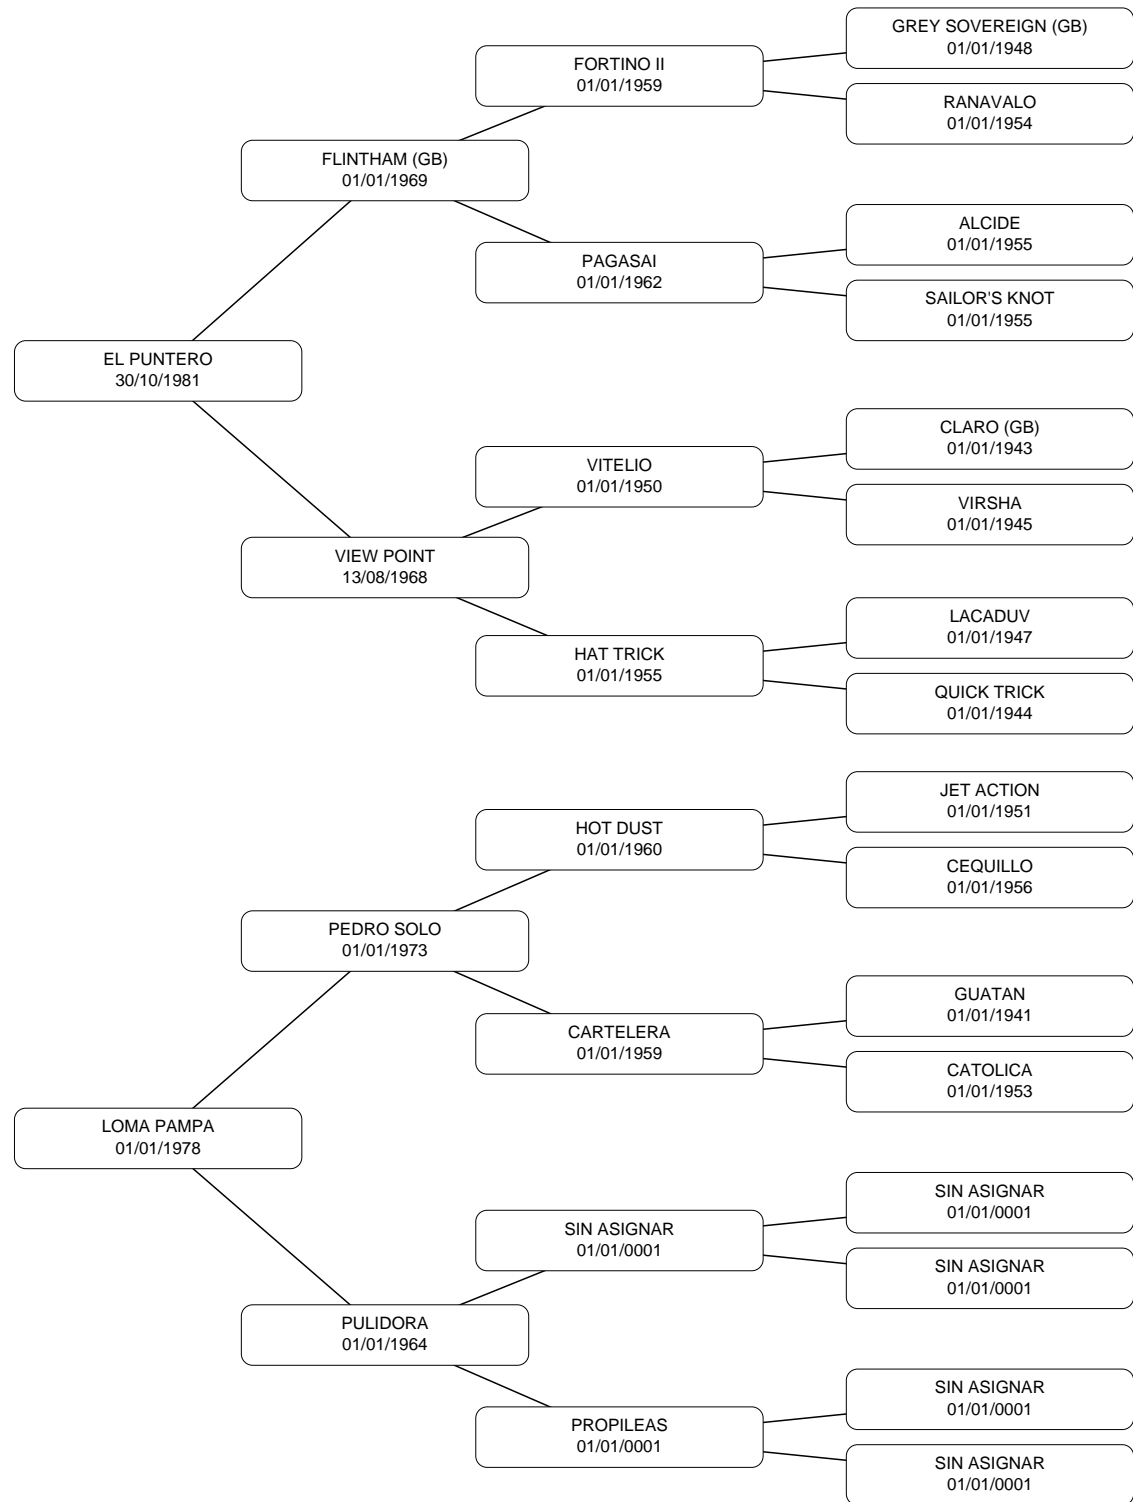 GREY SOVEREIGN (GB)
01/01/1948
FORTINO II
01/01/1959
RANAVALO
01/01/1954
FLINTHAM (GB)
01/01/1969
ALCIDE
01/01/1955
PAGASAI
01/01/1962
SAILOR'S KNOT
01/01/1955
EL PUNTERO
30/10/1981
CLARO (GB)
01/01/1943
VITELIO
01/01/1950
VIRSHA
01/01/1945
VIEW POINT
13/08/1968
LACADUV
01/01/1947
HAT TRICK
01/01/1955
QUICK TRICK
01/01/1944
JET ACTION
01/01/1951
HOT DUST
01/01/1960
CEQUILLO
01/01/1956
PEDRO SOLO
01/01/1973
GUATAN
01/01/1941
CARTELERA
01/01/1959
CATOLICA
01/01/1953
LOMA PAMPA
01/01/1978
SIN ASIGNAR
01/01/0001
SIN ASIGNAR
01/01/0001
SIN ASIGNAR
01/01/0001
PULIDORA
01/01/1964
SIN ASIGNAR
01/01/0001
PROPILEAS
01/01/0001
SIN ASIGNAR
01/01/0001